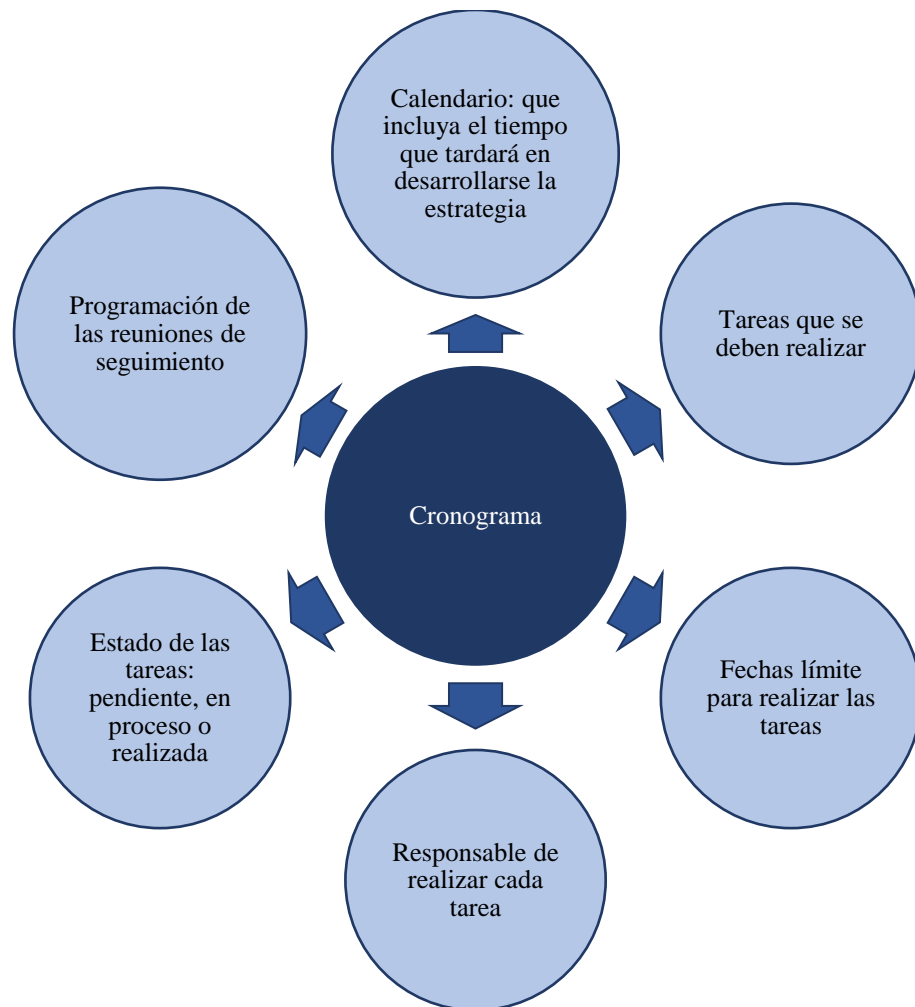 Calendario: que
incluya el tiempo
que tardará en
desarrollarse la
estrategia
Tareas que se
deben realizar
Fechas límite
para realizar las
tareas
Responsable de
realizar cada
tarea
Estado de las
tareas:
pendiente, en
proceso o
realizada
Programación de
las reuniones de
seguimiento
Cronograma